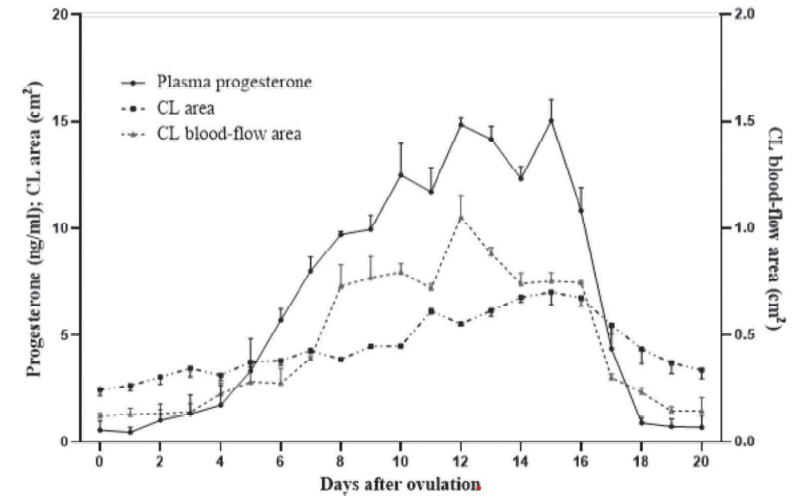 Plasma progesterone
CL area
CL blood-flow area
Progesterone (ng/ml); CL area (cm²)
20
15
10
5
0
CL blood-flow area (cm²)
2.0
1.5
1.0
0.5
0.0
0 2 4 6 8 10 12 14 16 18 20
Days after ovulation.